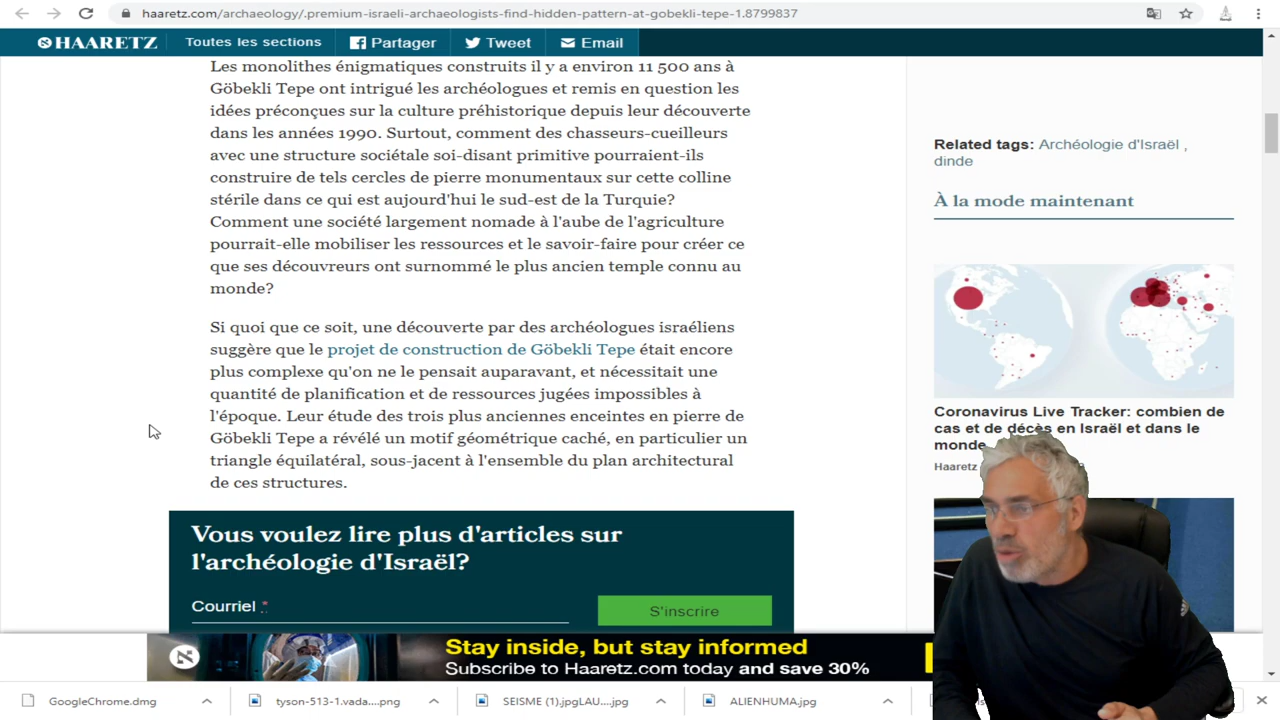 haaretz.com/archaeology/.premium-israeli-archaeologists-find-hidden-pattern-at-gobekli-tepe-1.8799837
HAARETZ Toutes les sections Partager Tweet Email
Les monolithes énigmatiques construits il y a environ 11 500 ans à
Göbekli Tepe ont intrigué les archéologues et remis en question les
idées préconçues sur la culture préhistorique depuis leur découverte
dans les années 1990. Surtout, comment des chasseurs-cueilleurs
avec une structure sociétale soi-disant primitive pourraient-ils
construire de tels cercles de pierre monumentaux sur cette colline
stérile dans ce qui est aujourd'hui le sud-est de la Turquie?
Comment une société largement nomade à l'aube de l'agriculture
pourrait-elle mobiliser les ressources et le savoir-faire pour créer ce
que ses découvreurs ont surnommé le plus ancien temple connu au
monde?
Si quoi que ce soit, une découverte par des archéologues israéliens
suggère que le projet de construction de Göbekli Tepe était encore
plus complexe qu'on ne le pensait auparavant, et nécessitait une
quantité de planification et de ressources jugées impossibles à
l'époque. Leur étude des trois plus anciennes enceintes en pierre de
Göbekli Tepe a révélé un motif géométrique caché, en particulier un
triangle équilatéral, sous-jacent à l'ensemble du plan architectural
de ces structures.
Vous voulez lire plus d'articles sur
l'archéologie d'Israël?
Courriel *
S'inscrire
Related tags: Archéologie d'Israël ,
dinde
À la mode maintenant
Coronavirus Live Tracker: combien de
cas et de décès en Israël et dans le
monde
Haaretz
Stay inside, but stay informed
Subscribe to Haaretz.com today and save 30%
GoogleChrome.dmg
tyson-513-1.vada....png
SEISME (1).jpgLAU....jpg
ALIENHUMA.jpg